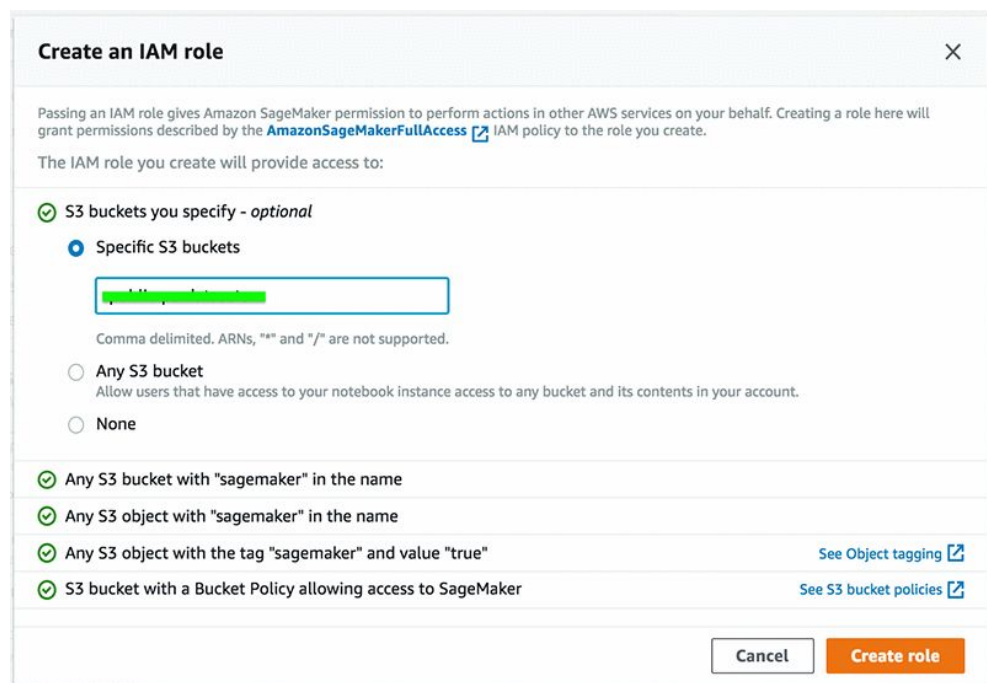 Create an IAM role
Passing an IAM role gives Amazon SageMaker permission to perform actions in other AWS services on your behalf. Creating a role here will
grant permissions described by the AmazonSageMakerFullAccess IAM policy to the role you create.
The IAM role you create will provide access to:
S3 buckets you specify - optional
Specific S3 buckets
Comma delimited. ARNs, "*" and "/" are not supported.
Any S3 bucket
Allow users that have access to your notebook instance access to any bucket and its contents in your account.
None
Any S3 bucket with "sagemaker" in the name
Any S3 object with "sagemaker" in the name
Any S3 object with the tag "sagemaker" and value "true" See Object tagging
S3 bucket with a Bucket Policy allowing access to SageMaker See S3 bucket policies
Cancel Create role